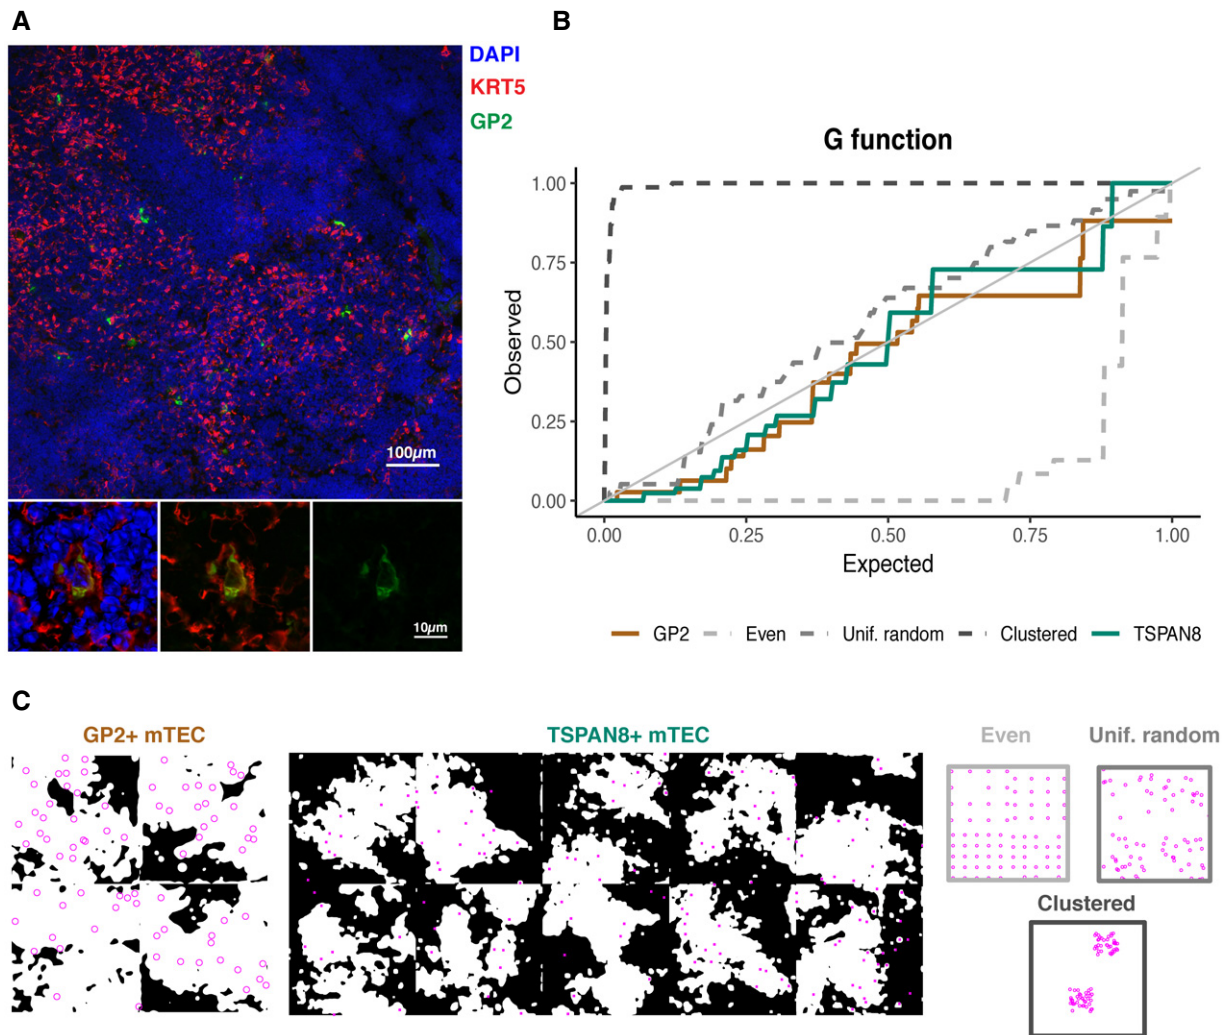 A
DAPI
KRT5
GP2
100µm
10µm
B
G function
1.00
0.75
0.50
0.25
0.00
Observed
0.00 0.25 0.50 0.75 1.00
Expected
GP2 Even Unif. random Clustered TSPAN8
C
GP2+ mTEC
TSPAN8+ mTEC
Even
Unif. random
Clustered